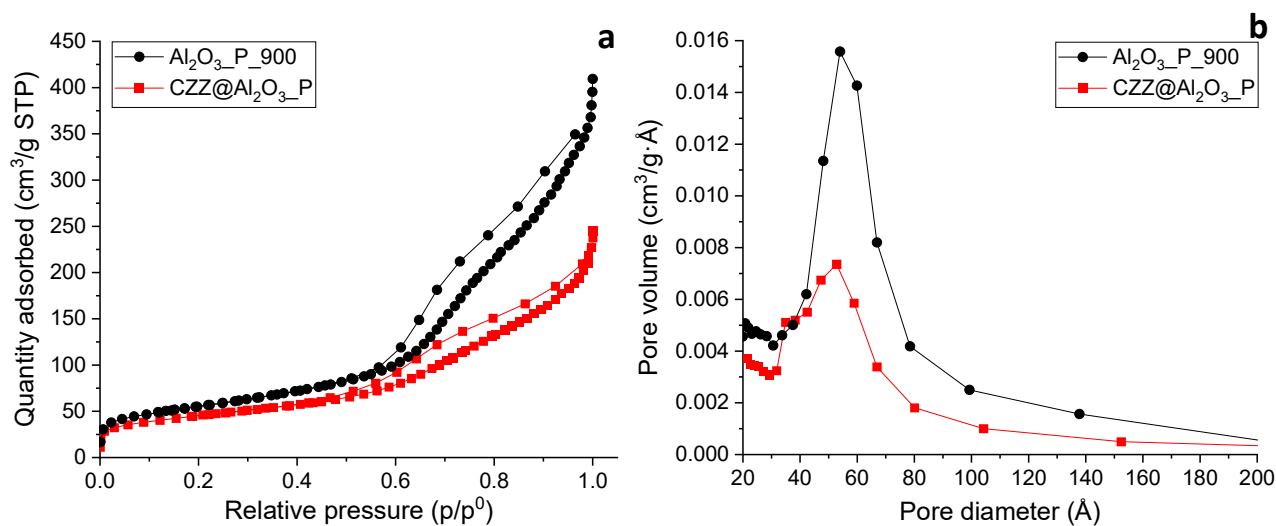 a
Al₂O₃_P_900
CZZ@Al₂O₃_P
450
400
350
300
250
200
150
100
50
0
0.0 0.2 0.4 0.6 0.8 1.0
Quantity adsorbed (cm³/g STP)
Relative pressure (p/p⁰)
b
Al₂O₃_P_900
CZZ@Al₂O₃_P
0.016
0.014
0.012
0.010
0.008
0.006
0.004
0.002
0.000
20 40 60 80 100 120 140 160 180 200
Pore volume (cm³/g·Å)
Pore diameter (Å)